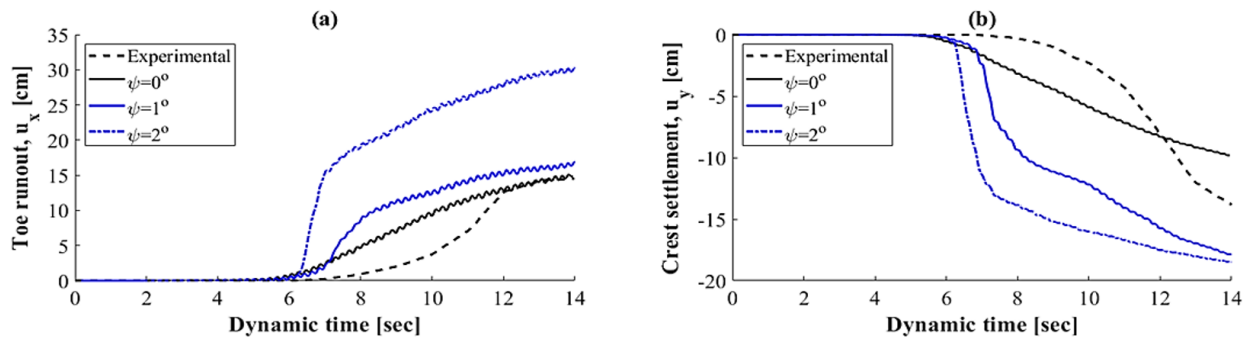 (a)
Toe runout, u_x [cm]
35
30
25
20
15
10
5
0
Experimental
ψ=0°
ψ=1°
ψ=2°
0 2 4 6 8 10 12 14
Dynamic time [sec]
(b)
Crest settlement, u_y [cm]
0
-5
-10
-15
-20
Experimental
ψ=0°
ψ=1°
ψ=2°
0 2 4 6 8 10 12 14
Dynamic time [sec]